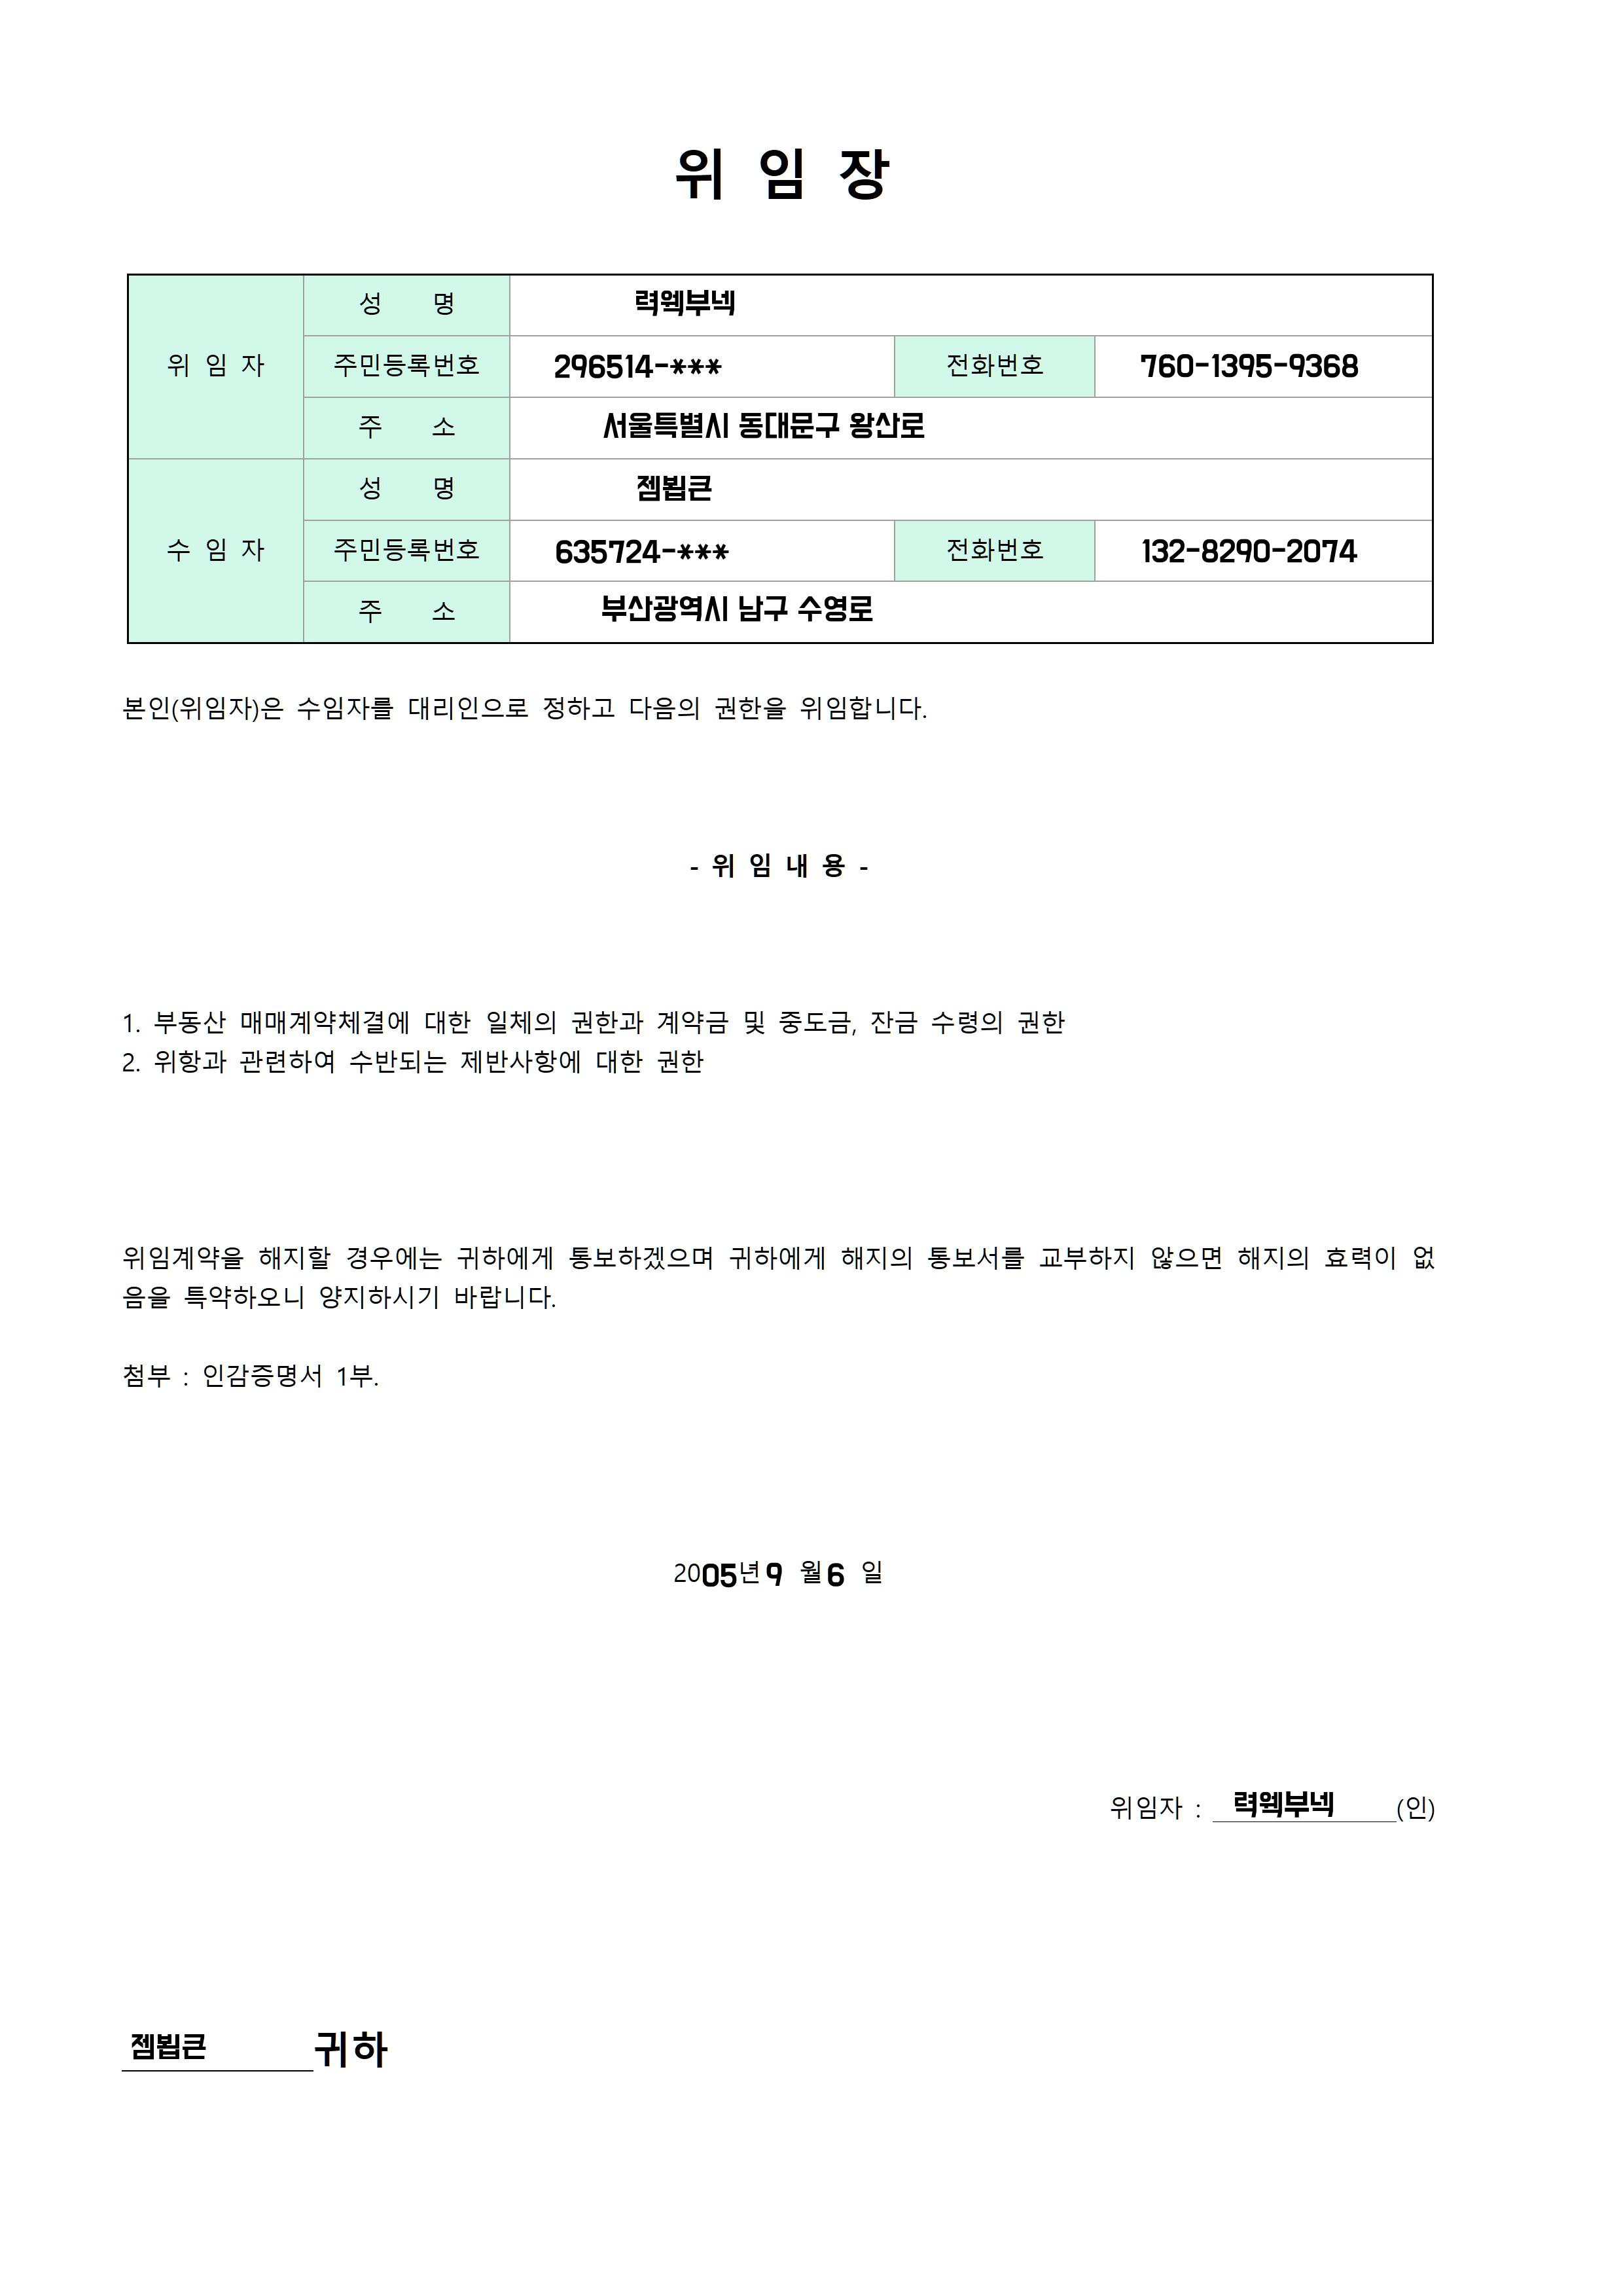 위 임 장
위 임 자
성 명 력웩부넥
주민등록번호 296514-*** 전화번호 760-1395-9368
주 소 서울특별시 동대문구 왕산로
수 임 자
성 명 젬뵙큰
주민등록번호 635724-*** 전화번호 132-8290-2074
주 소 부산광역시 남구 수영로
본인(위임자)은 수임자를 대리인으로 정하고 다음의 권한을 위임합니다.
- 위 임 내 용 -
1. 부동산 매매계약체결에 대한 일체의 권한과 계약금 및 중도금, 잔금 수령의 권한
2. 위항과 관련하여 수반되는 제반사항에 대한 권한
위임계약을 해지할 경우에는 귀하에게 통보하겠으며 귀하에게 해지의 통보서를 교부하지 않으면 해지의 효력이 없
음을 특약하오니 양지하시기 바랍니다.
첨부 : 인감증명서 1부.
2005년 9 월 6 일
위임자 : 력웩부넥 (인)
젬뵙큰 귀하